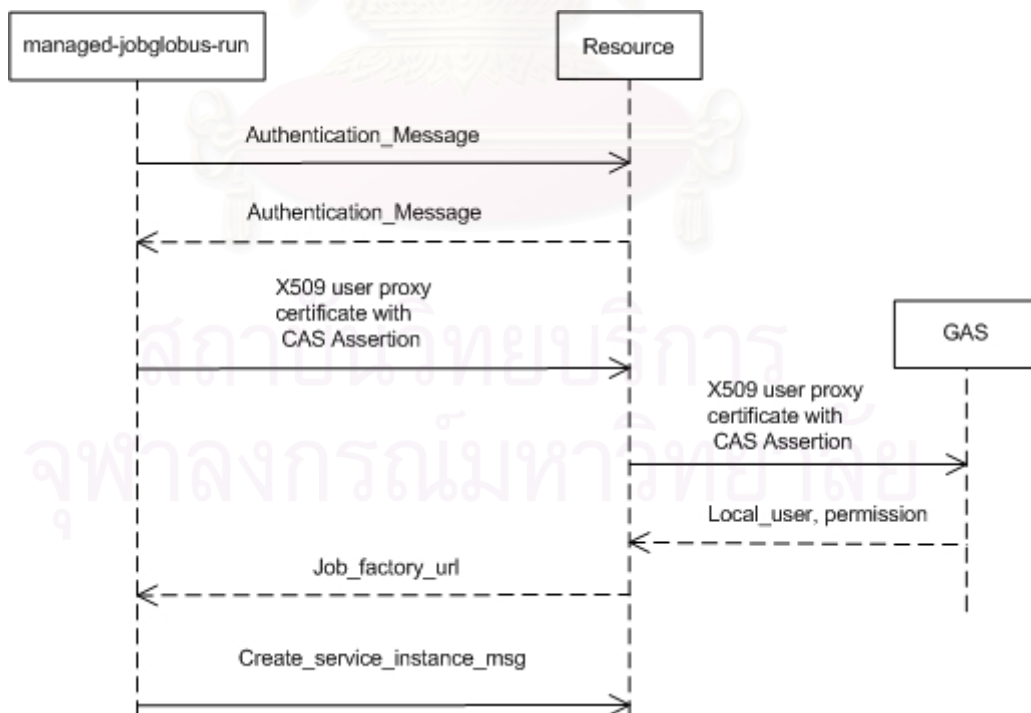 managed-jobglobus-run
Resource
Authentication_Message
Authentication_Message
X509 user proxy
certificate with
CAS Assertion
GAS
X509 user proxy
certificate with
CAS Assertion
Local_user, permission
Job_factory_url
Create_service_instance_msg
สถาบันวิทยบริการ
จุฬาลงกรณ์มหาวิทยาลัย